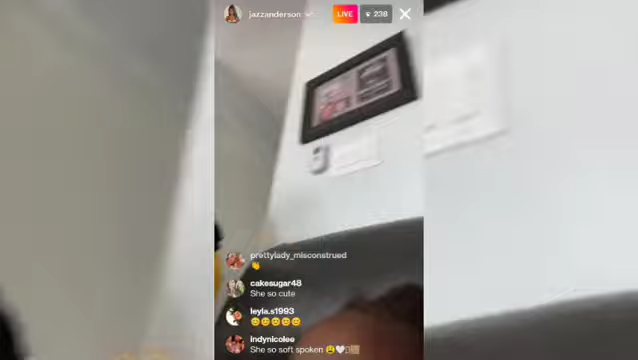 jazzanderson
LIVE
238
prettylady_misconstrued
👏
cakesugar48
She so cute
leyla.s1993
😊😊😊😊😊
indynicolee
She so soft spoken 😩🤍